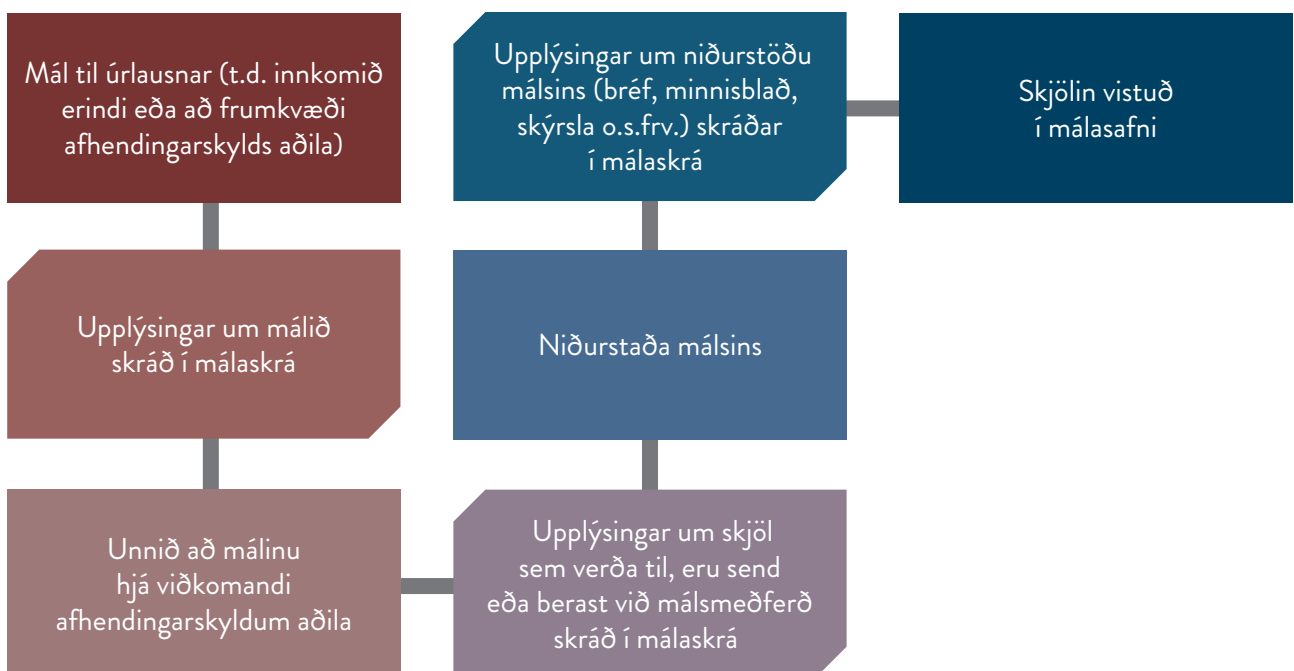 Mál til úrlausnar (t.d. innkomið
erindi eða að frumkvæði
afhendingarskylds aðila)
Upplýsingar um málið
skráð í málaskrá
Unnið að málinu
hjá viðkomandi
afhendingarskyldum aðila
Upplýsingar um skjöl
sem verða til, eru send
eða berast við málsmeðferð
skráð í málaskrá
Niðurstaða málsins
Upplýsingar um niðurstöðu
málsins (bréf, minnisblað,
skýrsla o.s.frv.) skráðar
í málaskrá
Skjölin vistuð
í málasafni